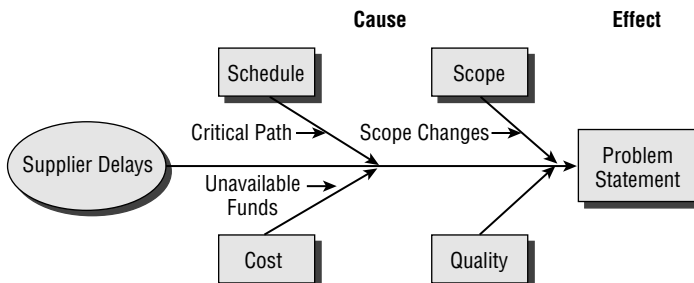 Cause
Effect
Schedule
Scope
Critical Path
Scope Changes
Supplier Delays
Problem
Statement
Unavailable
Funds
Cost
Quality